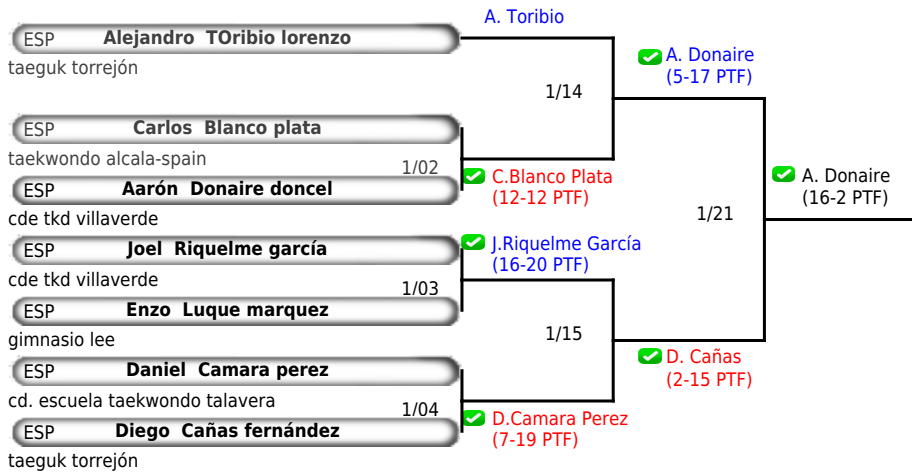 A. Toribio
ESP Alejandro TOribio lorenzo
taeguk torrejón
A. Donaire
(5-17 PTF)
1/14
ESP Carlos Blanco plata
taekwondo alcala-spain
1/02
C.Blanco Plata
(12-12 PTF)
A. Donaire
(16-2 PTF)
ESP Aarón Donaire doncel
cde tkd villaverde
1/21
ESP Joel Riquelme garcía
cde tkd villaverde
J.Riquelme García
(16-20 PTF)
1/03
ESP Enzo Luque marquez
gimnasio lee
1/15
ESP Daniel Camara perez
cd. escuela taekwondo talavera
D. Cañas
(2-15 PTF)
1/04
D.Camara Perez
(7-19 PTF)
ESP Diego Cañas fernández
taeguk torrejón